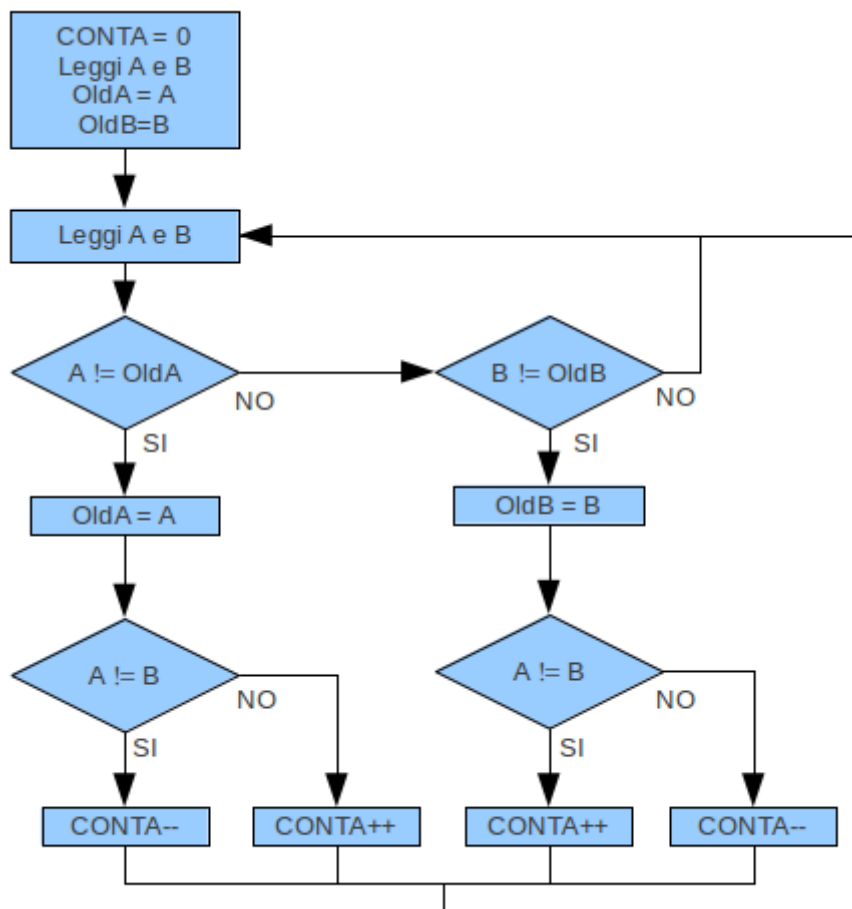 CONTA = 0
Leggi A e B
OldA = A
OldB=B
Leggi A e B
A != OldA
NO
SI
B != OldB
NO
SI
OldA = A
OldB = B
A != B
NO
SI
A != B
NO
SI
CONTA--
CONTA++
CONTA++
CONTA--